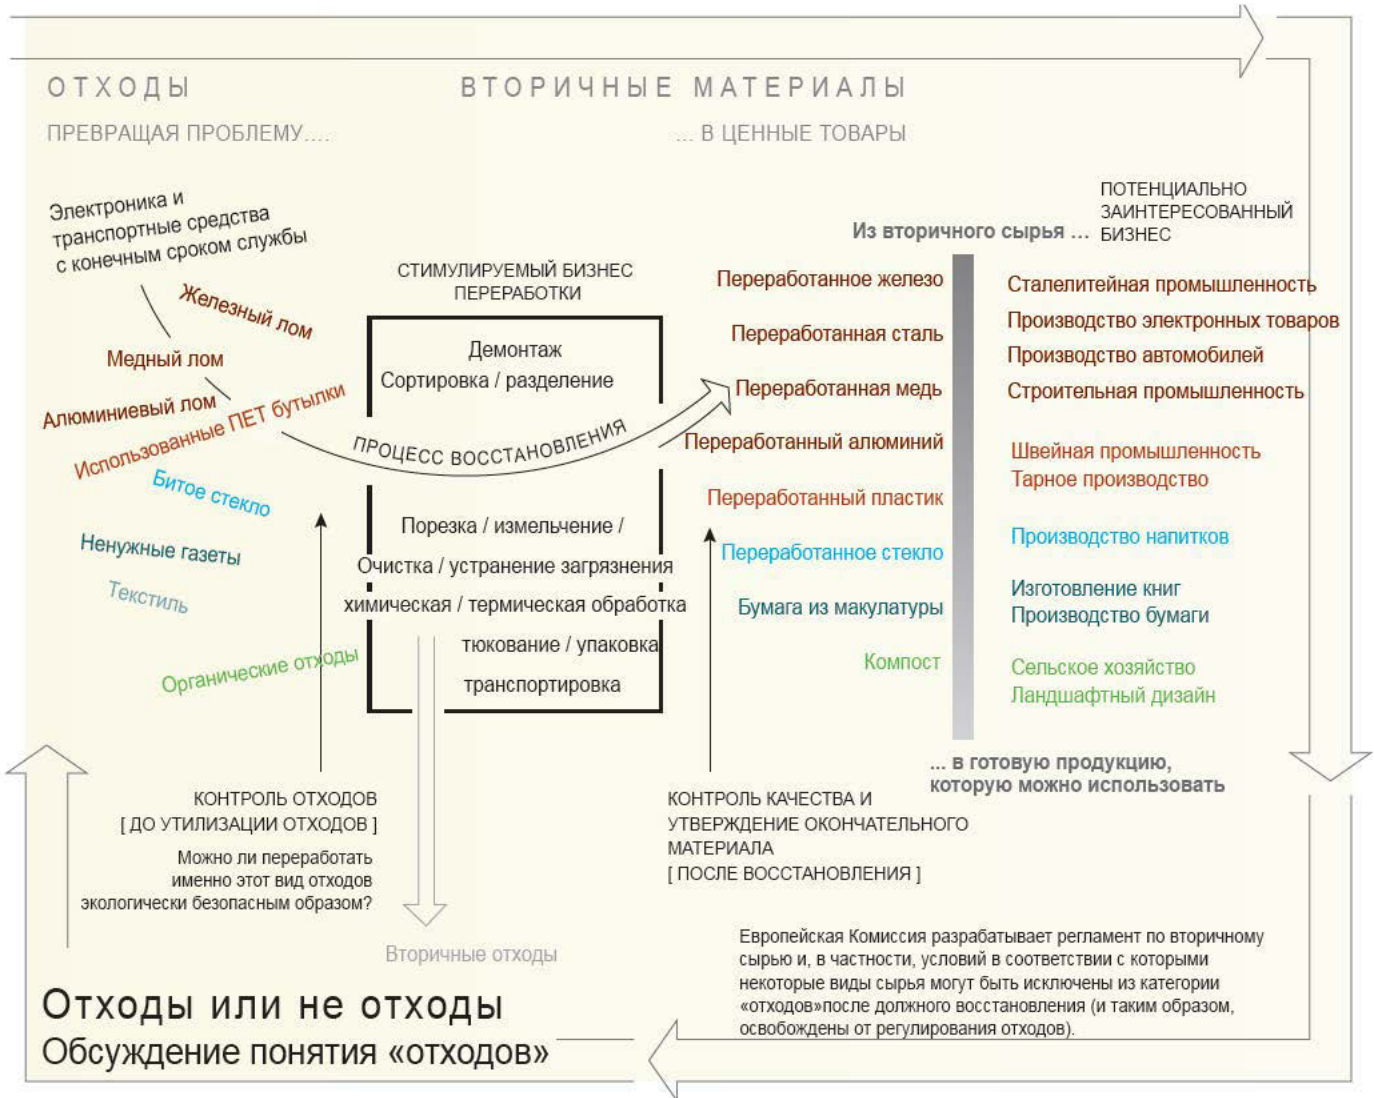 ОТХОДЫ
ПРЕВРАЩАЯ ПРОБЛЕМУ....
ВТОРИЧНЫЕ МАТЕРИАЛЫ
... В ЦЕННЫЕ ТОВАРЫ
Электроника и
транспортные средства
с конечным сроком службы
Железный лом
Медный лом
Алюминиевый лом
Использованные ПЕТ бутылки
Битое стекло
Ненужные газеты
Текстиль
Органические отходы
СТИМУЛИРУЕМЫЙ БИЗНЕС
ПЕРЕРАБОТКИ
Демонтаж
Сортировка / разделение
ПРОЦЕСС ВОССТАНОВЛЕНИЯ
Порезка / измельчение /
Очистка / устранение загрязнения
химическая / термическая обработка
тюкование / упаковка
транспортировка
Из вторичного сырья ...
Переработанное железо
Переработанная сталь
Переработанная медь
Переработанный алюминий
Переработанный пластик
Переработанное стекло
Бумага из макулатуры
Компост
ПОТЕНЦИАЛЬНО
ЗАИНТЕРЕСОВАННЫЙ
БИЗНЕС
Сталелитейная промышленность
Производство электронных товаров
Производство автомобилей
Строительная промышленность
Швейная промышленность
Тарное производство
Производство напитков
Изготовление книг
Производство бумаги
Сельское хозяйство
Ландшафтный дизайн
... в готовую продукцию,
которую можно использовать
КОНТРОЛЬ ОТХОДОВ
[ ДО УТИЛИЗАЦИИ ОТХОДОВ ]
Можно ли переработать
именно этот вид отходов
экологически безопасным образом?
Вторичные отходы
КОНТРОЛЬ КАЧЕСТВА И
УТВЕРЖДЕНИЕ ОКОНЧАТЕЛЬНОГО
МАТЕРИАЛА
[ ПОСЛЕ ВОССТАНОВЛЕНИЯ ]
Европейская Комиссия разрабатывает регламент по вторичному
сырью и, в частности, условий в соответствии с которыми
некоторые виды сырья могут быть исключены из категории
«отходов»после должного восстановления (и таким образом,
освобождены от регулирования отходов).
Отходы или не отходы
Обсуждение понятия «отходов»